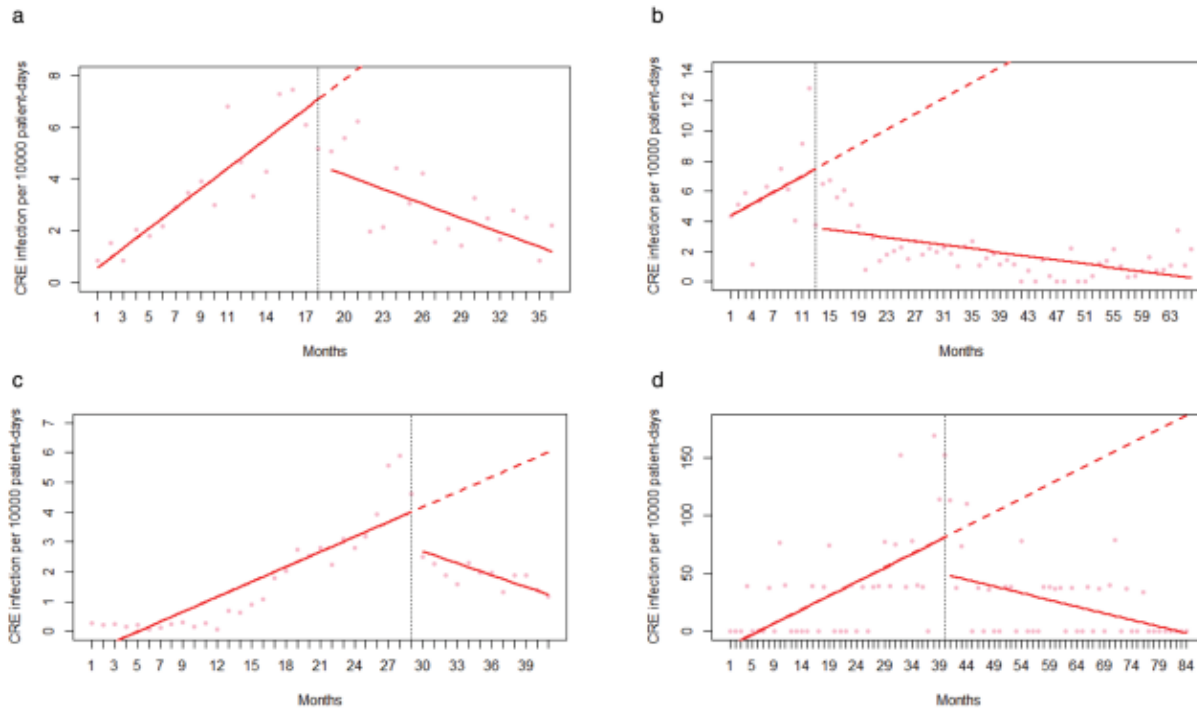 a
CRE infection per 10000 patient-days
8
6
4
2
0
1 3 5 7 9 11 14 17 20 23 26 29 32 35
Months
b
CRE infection per 10000 patient-days
14
12
10
8
6
4
2
0
1 4 7 11 15 19 23 27 31 35 39 43 47 51 55 59 63
Months
c
CRE infection per 10000 patient-days
7
6
5
4
3
2
1
0
1 3 5 7 9 12 15 18 21 24 27 30 33 36 39
Months
d
CRE infection per 10000 patient-days
150
100
50
0
1 5 9 14 19 24 29 34 39 44 49 54 59 64 69 74 79 84
Months